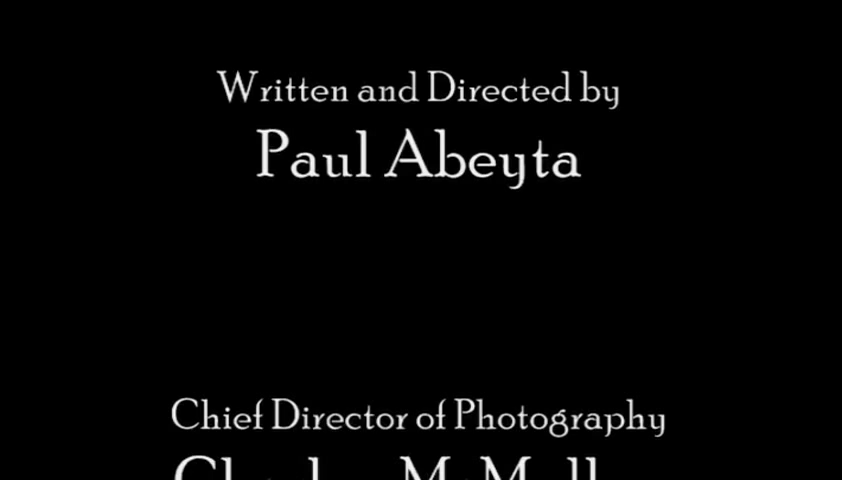 Written and Directed by
Paul Abeyta
Chief Director of Photography